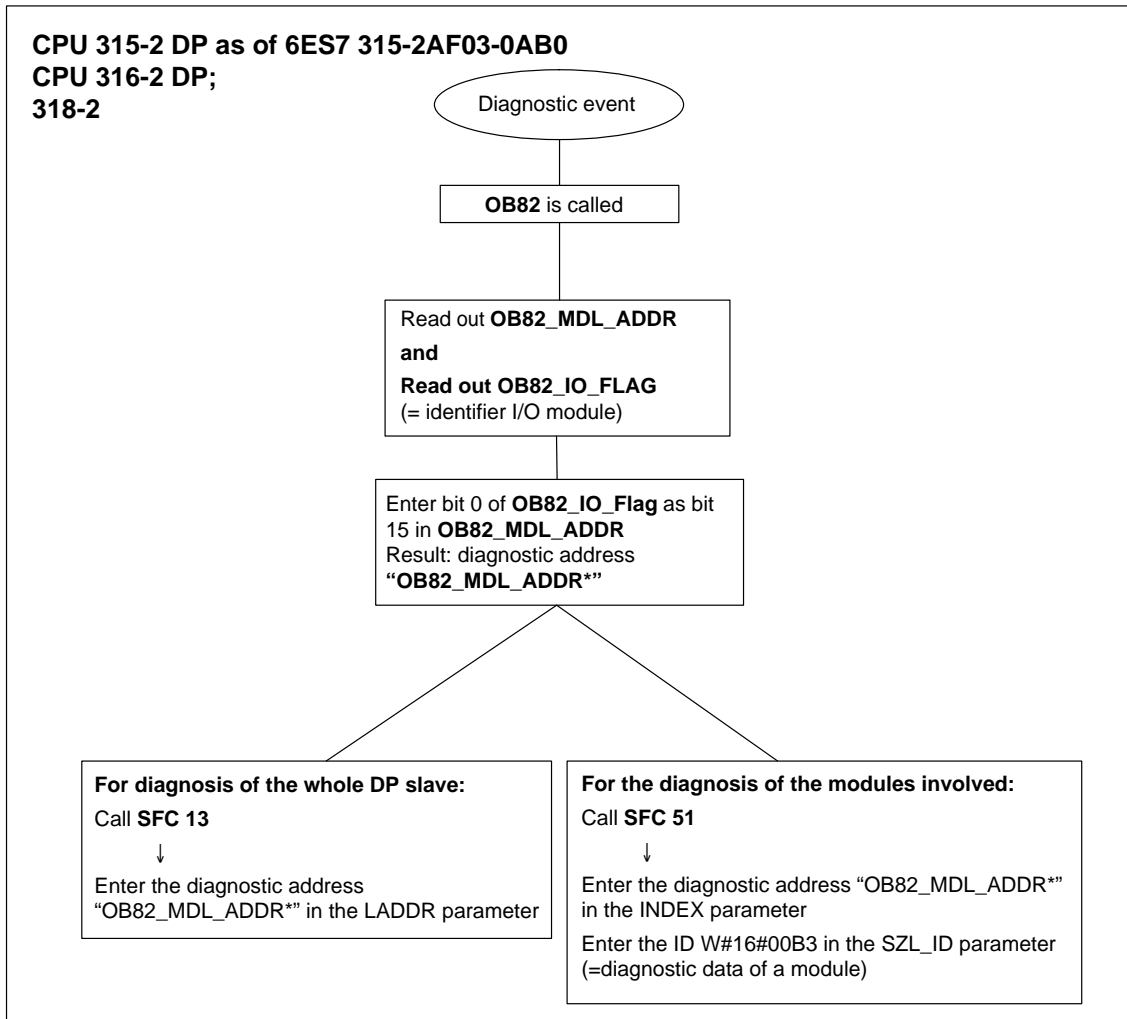 CPU 315-2 DP as of 6ES7 315-2AF03-0AB0
CPU 316-2 DP;
318-2
Diagnostic event
OB82 is called
Read out OB82_MDL_ADDR
and
Read out OB82_IO_FLAG
(= identifier I/O module)
Enter bit 0 of OB82_IO_Flag as bit
15 in OB82_MDL_ADDR
Result: diagnostic address
“OB82_MDL_ADDR*”
For diagnosis of the whole DP slave:
Call SFC 13
↓
Enter the diagnostic address
“OB82_MDL_ADDR*” in the LADDR parameter
For the diagnosis of the modules involved:
Call SFC 51
↓
Enter the diagnostic address “OB82_MDL_ADDR*”
in the INDEX parameter
Enter the ID W#16#00B3 in the SZL_ID parameter
(=diagnostic data of a module)